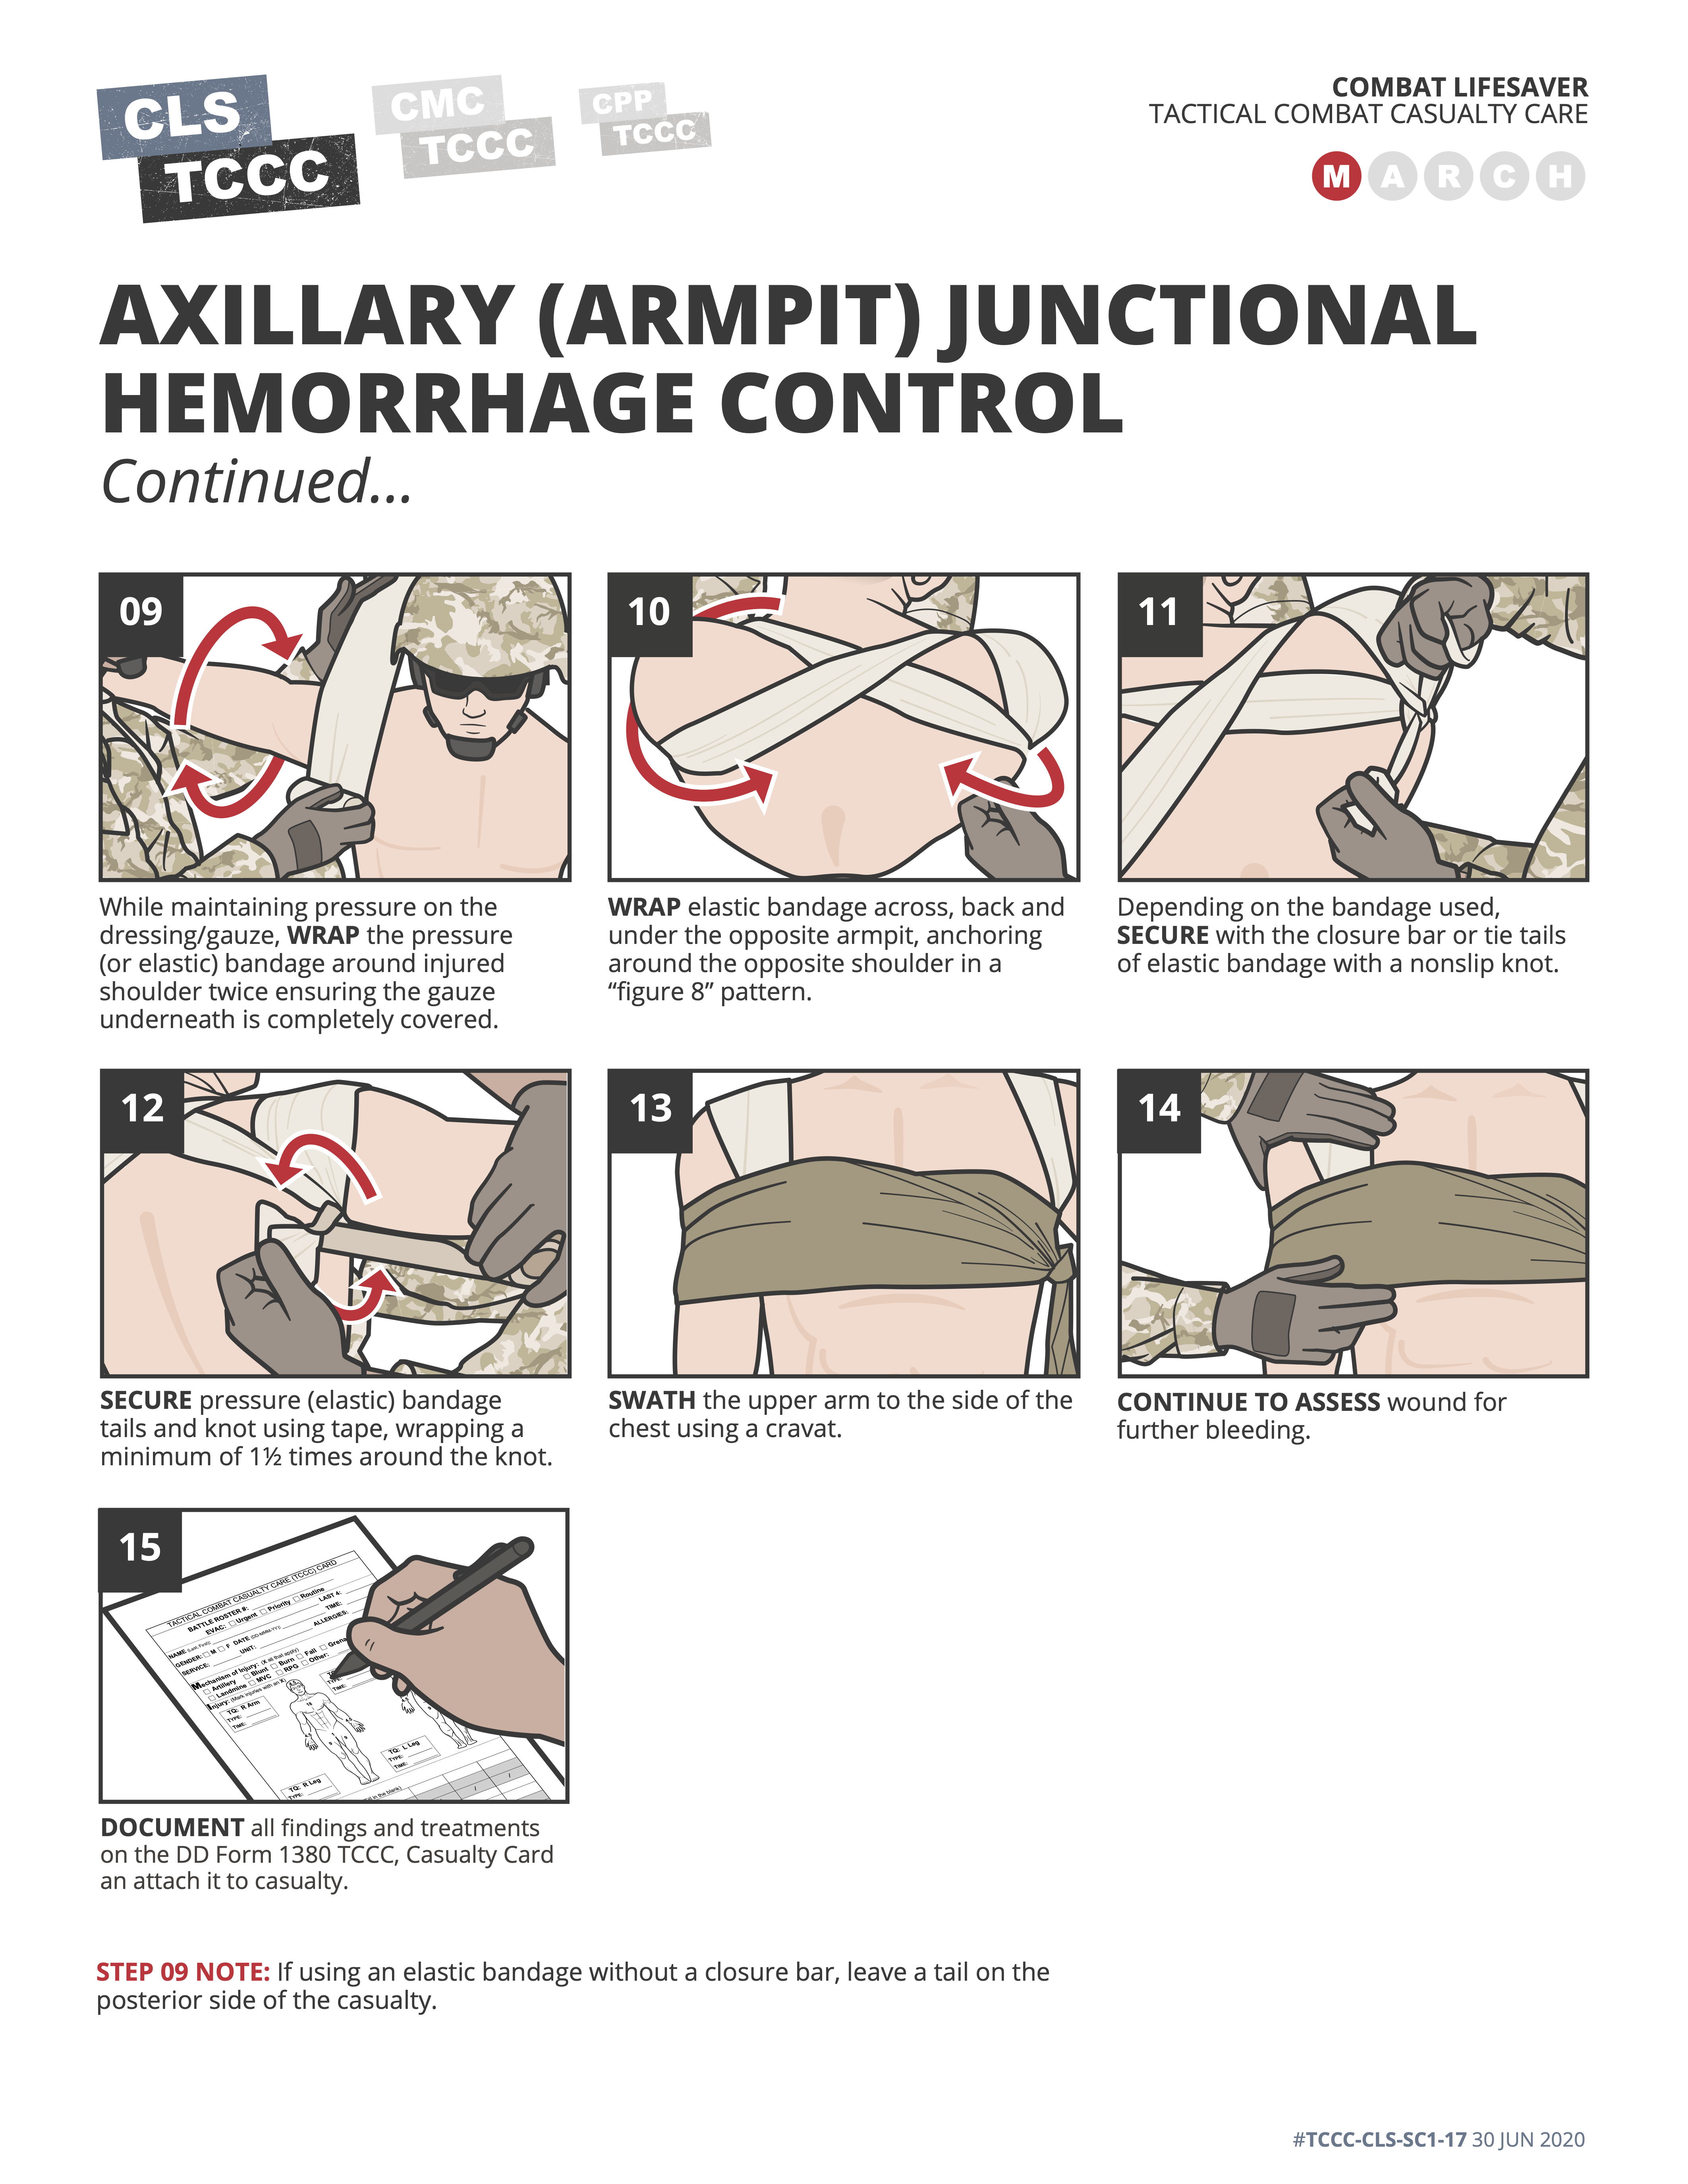 CLS
TCCC
CMC
TCCC
CPP
TCCC
COMBAT LIFESAVER
TACTICAL COMBAT CASUALTY CARE
M A R C H
AXILLARY (ARMPIT) JUNCTIONAL
HEMORRHAGE CONTROL
Continued...
09
While maintaining pressure on the
dressing/gauze, WRAP the pressure
(or elastic) bandage around injured
shoulder twice ensuring the gauze
underneath is completely covered.
10
WRAP elastic bandage across, back and
under the opposite armpit, anchoring
around the opposite shoulder in a
“figure 8” pattern.
11
Depending on the bandage used,
SECURE with the closure bar or tie tails
of elastic bandage with a nonslip knot.
12
SECURE pressure (elastic) bandage
tails and knot using tape, wrapping a
minimum of 1½ times around the knot.
13
SWATH the upper arm to the side of the
chest using a cravat.
14
CONTINUE TO ASSESS wound for
further bleeding.
15
TACTICAL COMBAT CASUALTY CARE (TCCC) CARD
BATTLE ROSTER #:
EVAC: Urgent Priority Routine
NAME (Last, First): LAST 4:
GENDER: M F DATE (DD-MMM-YY): TIME:
SERVICE: UNIT: ALLERGIES:
Mechanism of Injury: (X all that apply)
Artillery Blunt Burn Fall
Landmine MVC RPG Other:
Injury: (Mark injuries with an X)
TQ: R Arm
TYPE:
TIME:
TYPE:
TIME:
TQ: L Leg
TYPE:
TIME:
TQ: R Leg
TYPE:
DOCUMENT all findings and treatments
on the DD Form 1380 TCCC, Casualty Card
an attach it to casualty.
STEP 09 NOTE: If using an elastic bandage without a closure bar, leave a tail on the
posterior side of the casualty.
#TCCC-CLS-SC1-17 30 JUN 2020